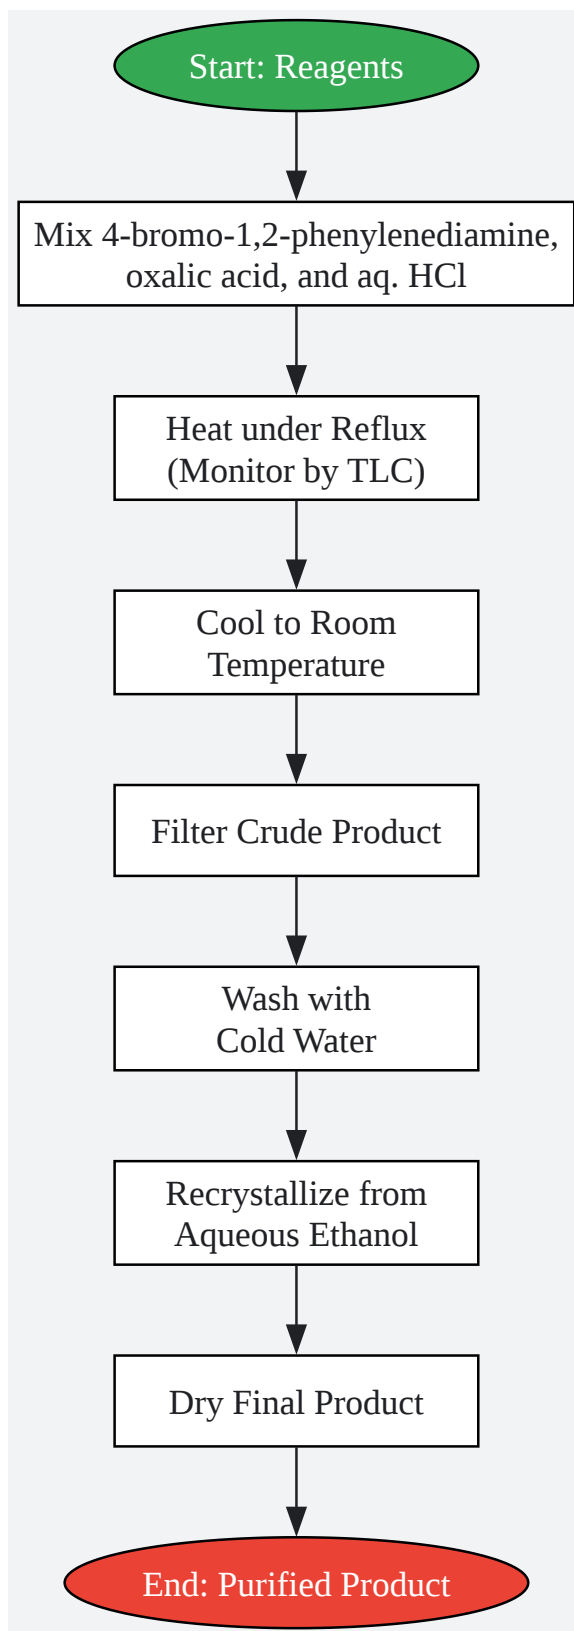 Start: Reagents
Mix 4-bromo-1,2-phenylenediamine,
oxalic acid, and aq. HCl
Heat under Reflux
(Monitor by TLC)
Cool to Room
Temperature
Filter Crude Product
Wash with
Cold Water
Recrystallize from
Aqueous Ethanol
Dry Final Product
End: Purified Product